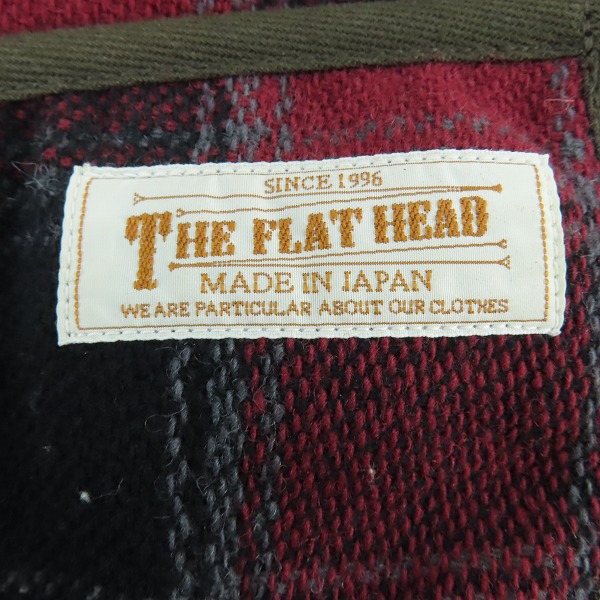 SINCE 1996
THE FLAT HEAD
MADE IN JAPAN
WE ARE PARTICULAR ABOUT OUR CLOTHES